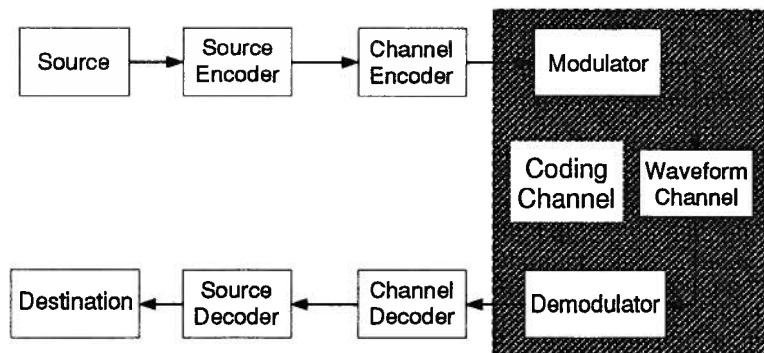 Source
Source
Encoder
Channel
Encoder
Modulator
Coding
Channel
Waveform
Channel
Destination
Source
Decoder
Channel
Decoder
Demodulator